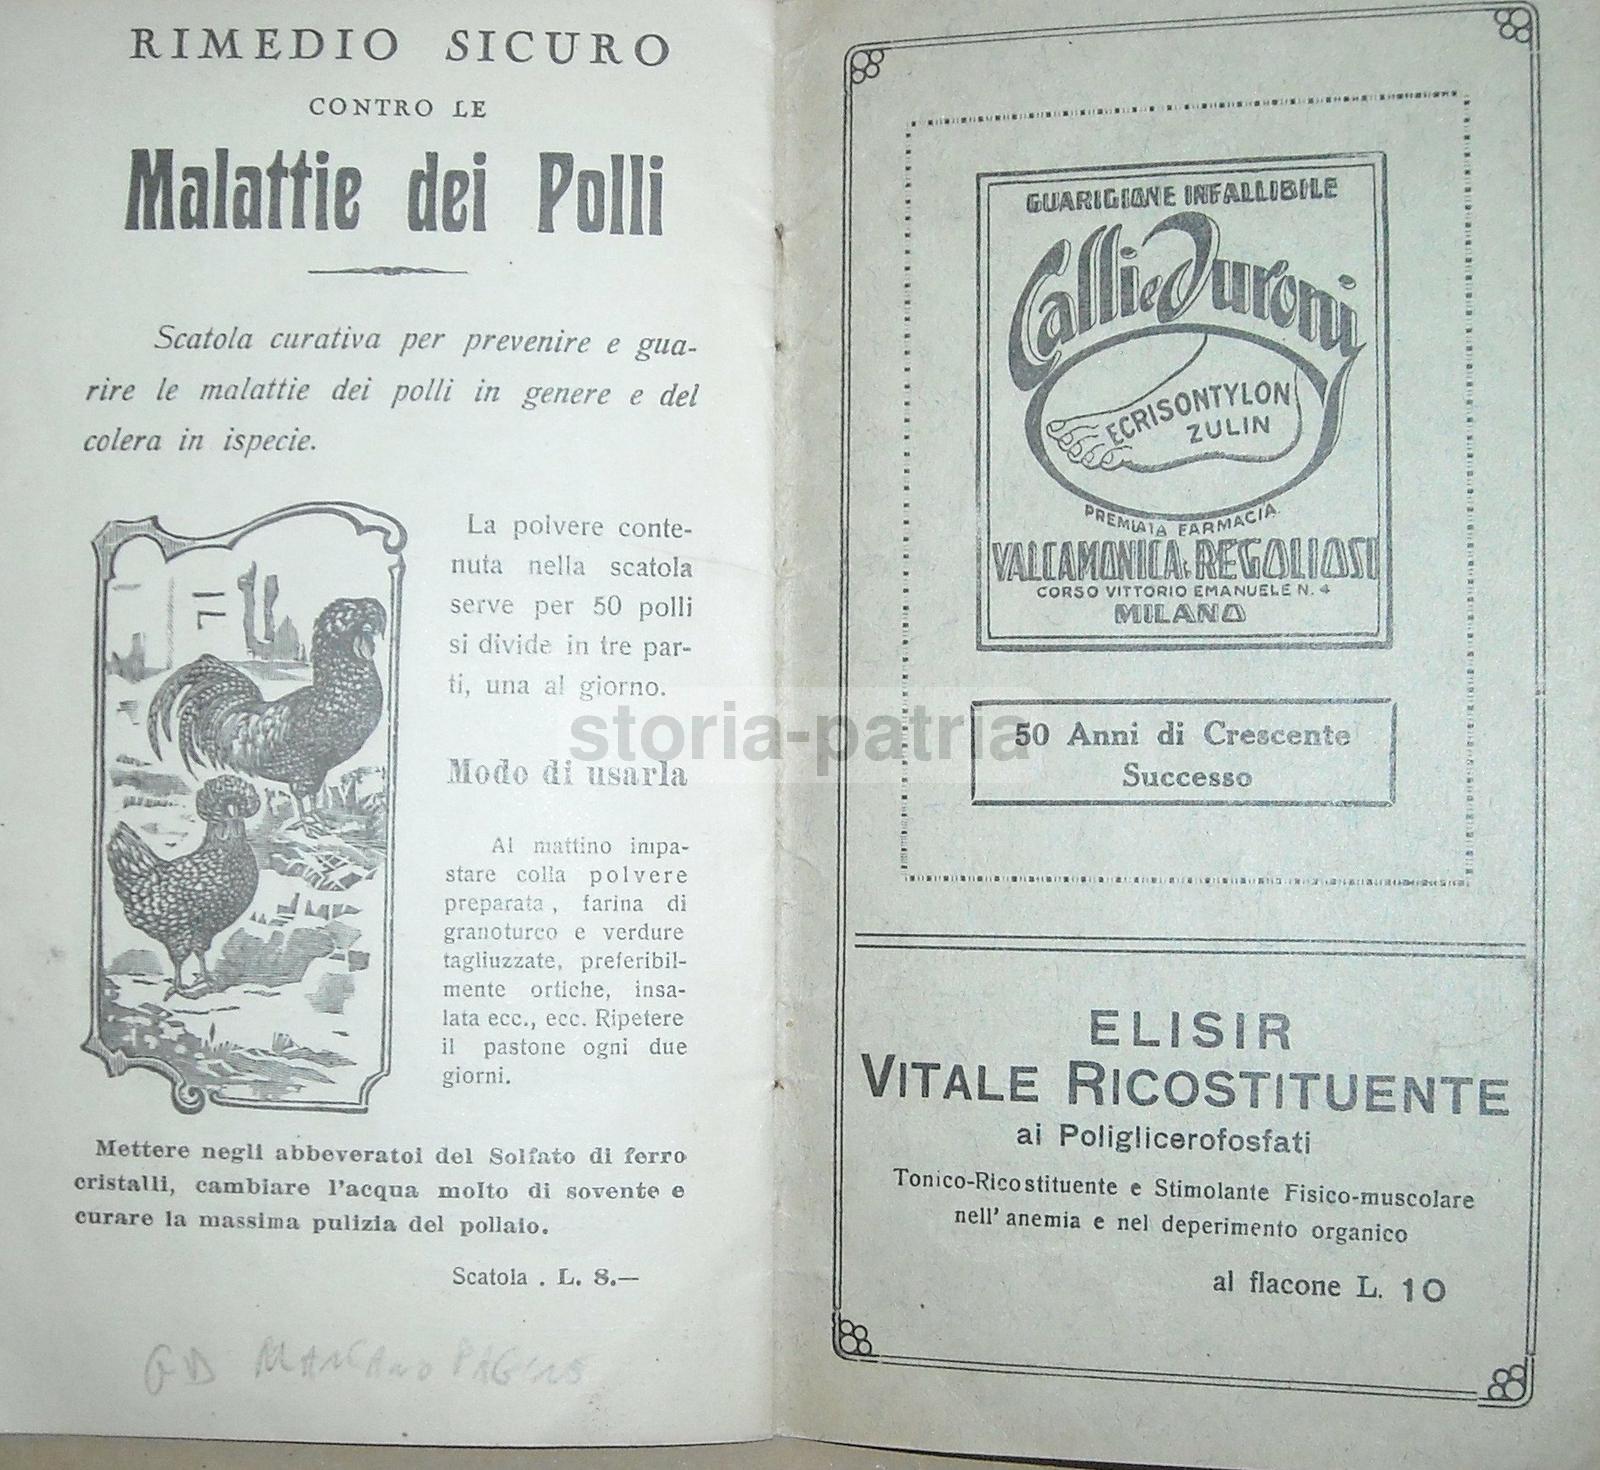 RIMEDIO SICURO
CONTRO LE
Malattie dei Polli
Scatola curativa per prevenire e gua-
rire le malattie dei polli in genere e del
colera in ispecie.
La polvere conte-
nuta nella scatola
serve per 50 polli
si divide in tre par-
ti, una al giorno.
Modo di usarla
Al mattino impa-
stare colla polvere
preparata, farina di
granoturco e verdure
tagliuzzate, preferibil-
mente ortiche, insa-
lata ecc., ecc. Ripetere
il pastone ogni due
giorni.
Mettere negli abbeveratoi del Solfato di ferro
cristalli, cambiare l'acqua molto di sovente e
curare la massima pulizia del pollaio.
Scatola . L. 8.—
MANCANO PAGINE
storia-patria
GUARIGIONE INFALLIBILE
Calli e Duroni
ECRISONTYLON
ZULIN
PREMIATA FARMACIA
VALCAMONICA & REGOLIOSI
CORSO VITTORIO EMANUELE N. 4
MILANO
50 Anni di Crescente
Successo
ELISIR
VITALE RICOSTITUENTE
ai Poliglicerofosfati
Tonico-Ricostituente e Stimolante Fisico-muscolare
nell' anemia e nel deperimento organico
al flacone L. 10